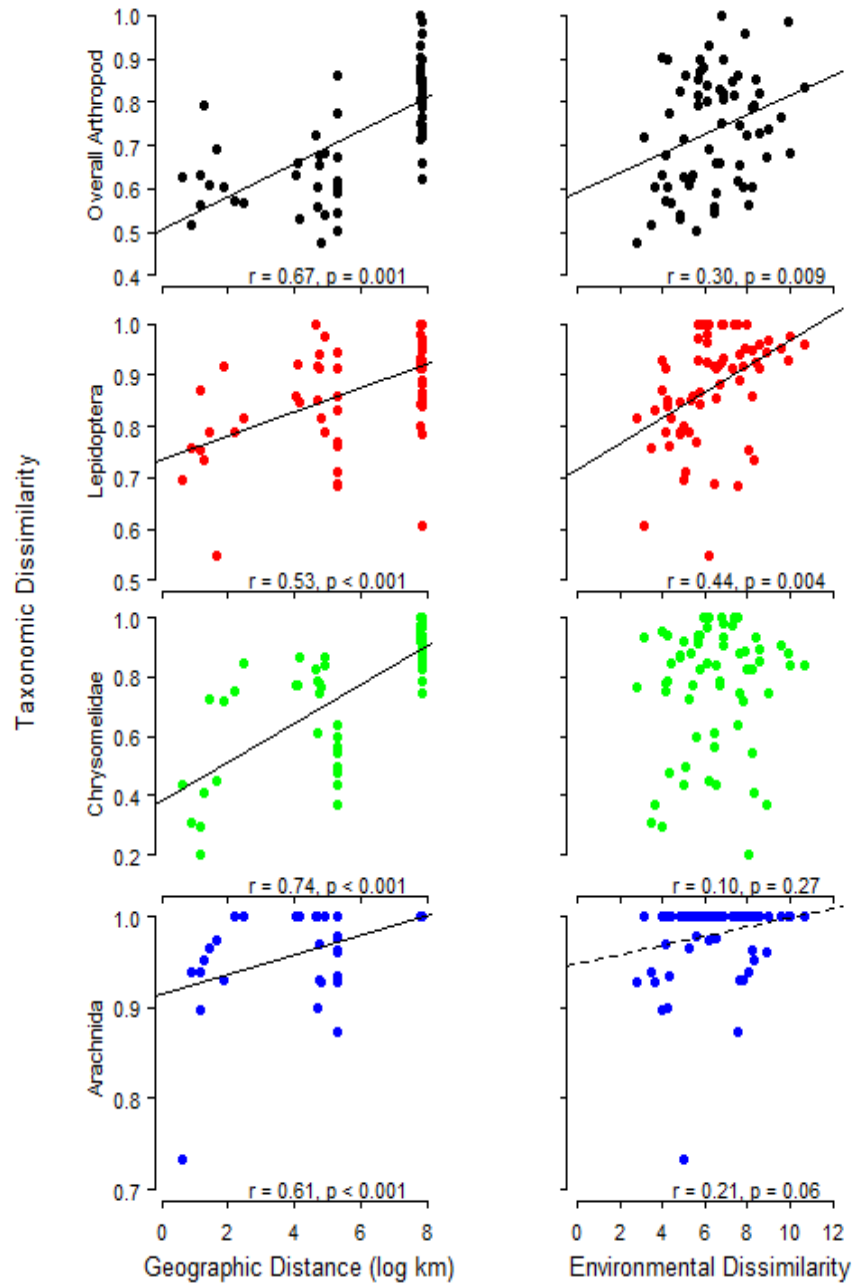 Taxonomic Dissimilarity
Overall Arthropod
1.0
0.9
0.8
0.7
0.6
0.5
0.4
r = 0.67, p = 0.001
r = 0.30, p = 0.009
Lepidoptera
1.0
0.9
0.8
0.7
0.6
0.5
r = 0.53, p < 0.001
r = 0.44, p = 0.004
Chrysomelidae
1.0
0.8
0.6
0.4
0.2
r = 0.74, p < 0.001
r = 0.10, p = 0.27
Arachnida
1.0
0.9
0.8
0.7
r = 0.61, p < 0.001
r = 0.21, p = 0.06
0 2 4 6 8
0 2 4 6 8 10 12
Geographic Distance (log km)
Environmental Dissimilarity